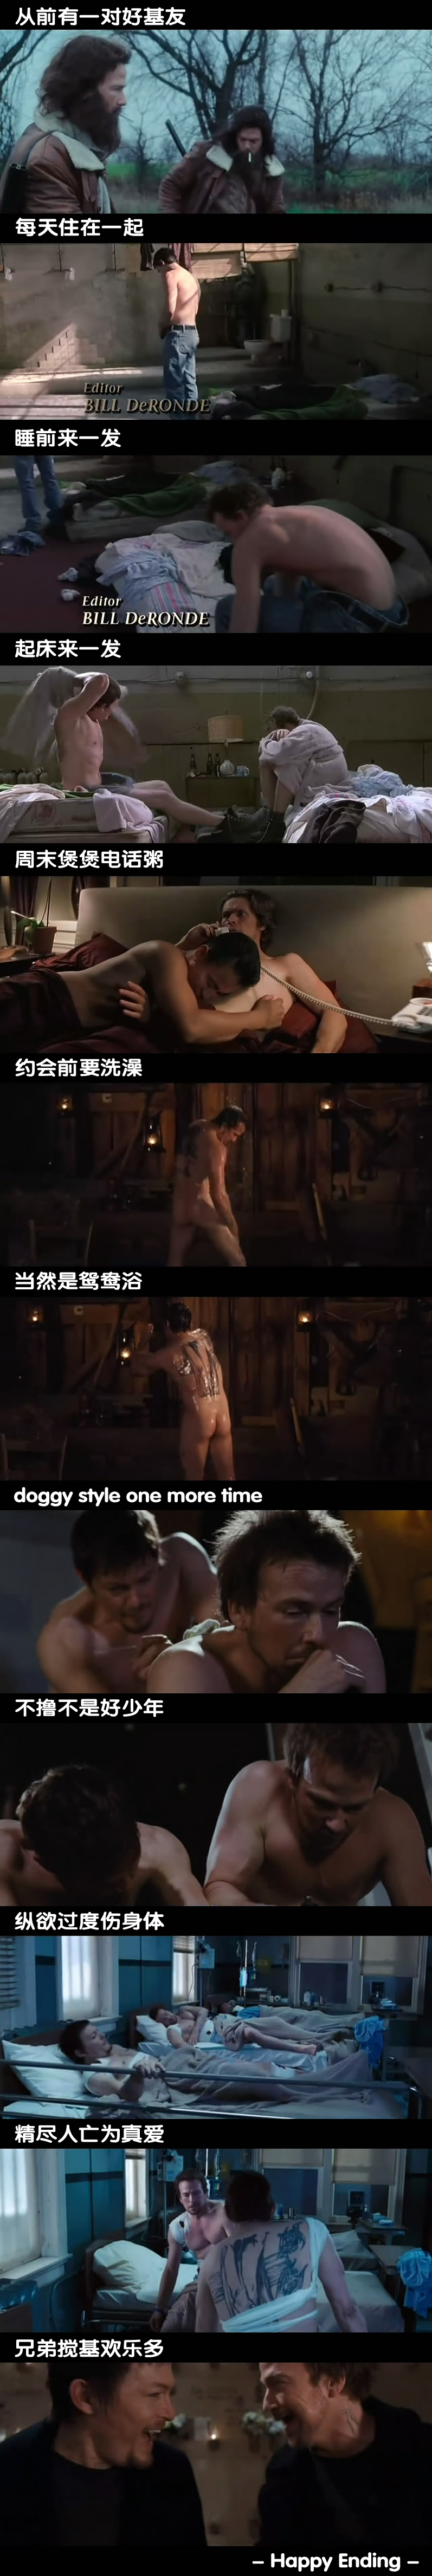 从前有一对好基友
每天住在一起
Editor
BILL DeRONDE
睡前来一发
Editor
BILL DeRONDE
起床来一发
周末煲煲电话粥
约会前要洗澡
当然是鸳鸯浴
doggy style one more time
不撸不是好少年
纵欲过度伤身体
精尽人亡为真爱
兄弟搅基欢乐多
– Happy Ending –